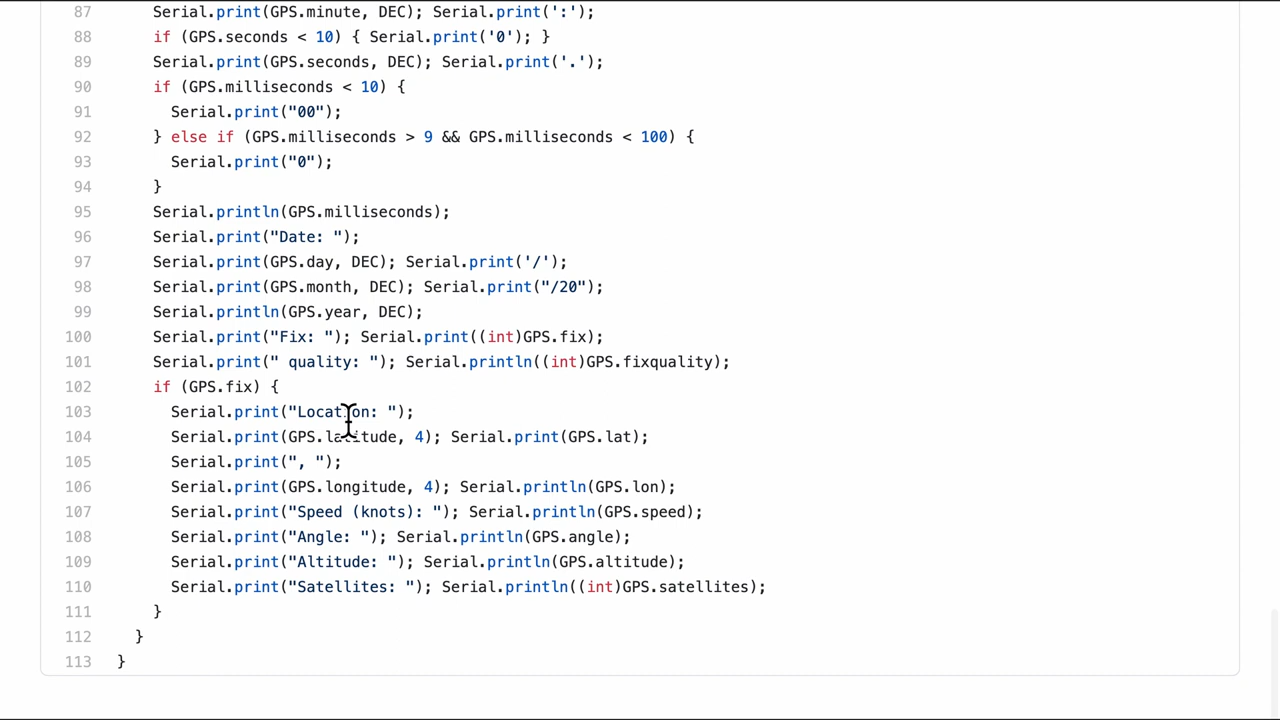 87 Serial.print(GPS.minute, DEC); Serial.print(':');
88 if (GPS.seconds < 10) { Serial.print('0'); }
89 Serial.print(GPS.seconds, DEC); Serial.print('.');
90 if (GPS.milliseconds < 10) {
91 Serial.print("00");
92 } else if (GPS.milliseconds > 9 && GPS.milliseconds < 100) {
93 Serial.print("0");
94 }
95 Serial.println(GPS.milliseconds);
96 Serial.print("Date: ");
97 Serial.print(GPS.day, DEC); Serial.print('/');
98 Serial.print(GPS.month, DEC); Serial.print("/20");
99 Serial.println(GPS.year, DEC);
100 Serial.print("Fix: "); Serial.print((int)GPS.fix);
101 Serial.print(" quality: "); Serial.println((int)GPS.fixquality);
102 if (GPS.fix) {
103 Serial.print("Location: ");
104 Serial.print(GPS.latitude, 4); Serial.print(GPS.lat);
105 Serial.print(", ");
106 Serial.print(GPS.longitude, 4); Serial.println(GPS.lon);
107 Serial.print("Speed (knots): "); Serial.println(GPS.speed);
108 Serial.print("Angle: "); Serial.println(GPS.angle);
109 Serial.print("Altitude: "); Serial.println(GPS.altitude);
110 Serial.print("Satellites: "); Serial.println((int)GPS.satellites);
111 }
112 }
113 }